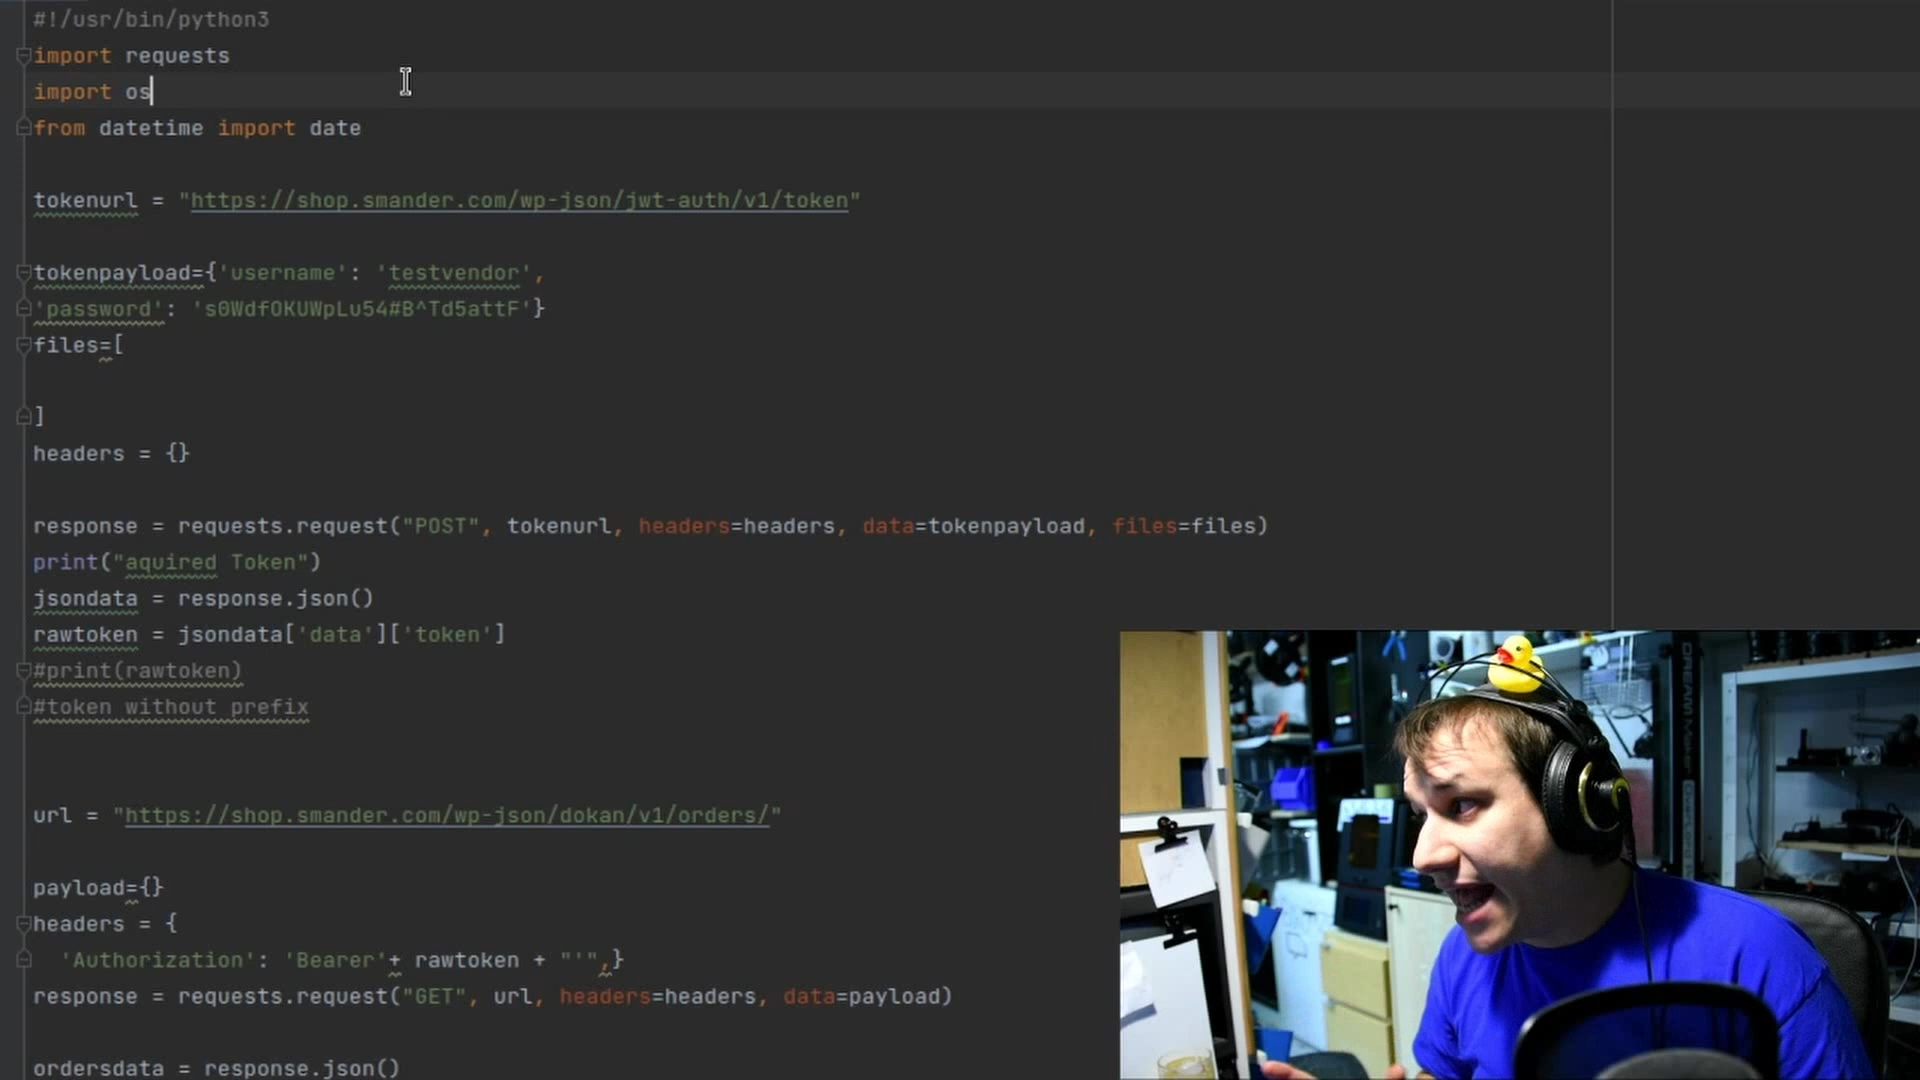 #!/usr/bin/python3
import requests
import os
from datetime import date
tokenurl = "https://shop.smander.com/wp-json/jwt-auth/v1/token"
tokenpayload={'username': 'testvendor',
'password': 's0WdfOKUWpLu54#B^Td5attF'}
files=[
]
headers = {}
response = requests.request("POST", tokenurl, headers=headers, data=tokenpayload, files=files)
print("aquired Token")
jsondata = response.json()
rawtoken = jsondata['data']['token']
#print(rawtoken)
#token without prefix
url = "https://shop.smander.com/wp-json/dokan/v1/orders/"
payload={}
headers = {
'Authorization': 'Bearer'+ rawtoken + "'",}
response = requests.request("GET", url, headers=headers, data=payload)
ordersdata = response.json()